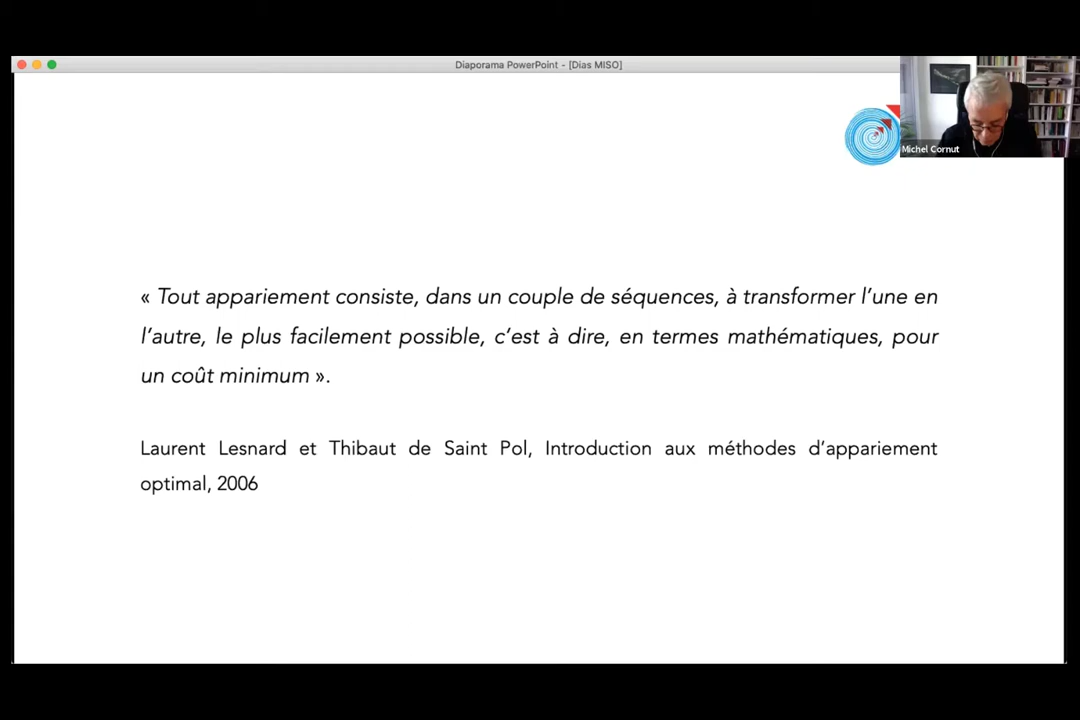 Diaporama PowerPoint - [Dias MISO]
Michel Cornut
« Tout appariement consiste, dans un couple de séquences, à transformer l’une en
l’autre, le plus facilement possible, c’est à dire, en termes mathématiques, pour
un coût minimum ».
Laurent Lesnard et Thibaut de Saint Pol, Introduction aux méthodes d’appariement
optimal, 2006